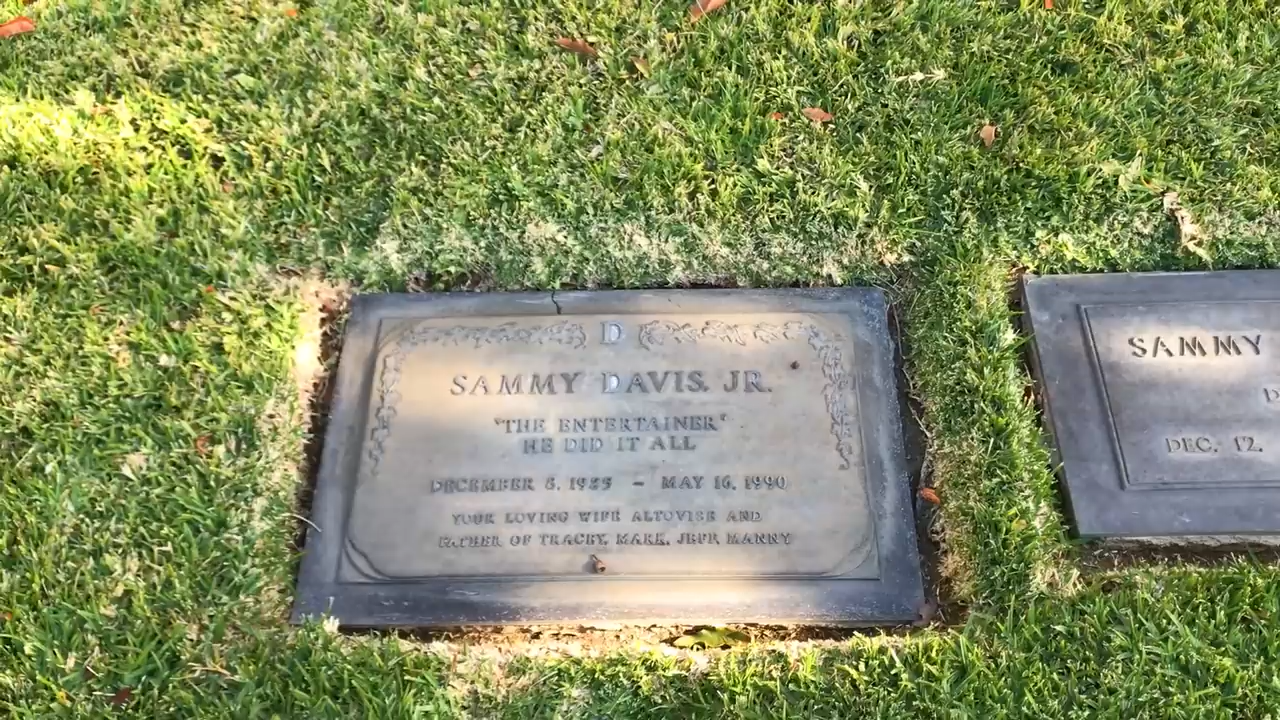 D
SAMMY DAVIS, JR.
"THE ENTERTAINER"
HE DID IT ALL
DECEMBER 8, 1925 – MAY 16, 1990
YOUR LOVING WIFE ALTOVISE AND
FATHER OF TRACEY, MARK, JEFF, MANNY
SAMMY
D
DEC. 12,